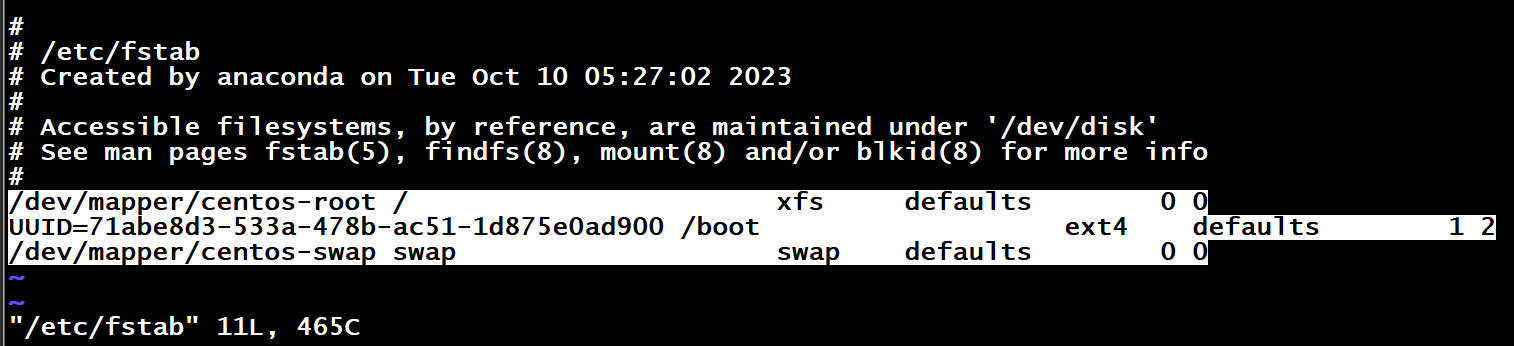 #
# /etc/fstab
# Created by anaconda on Tue Oct 10 05:27:02 2023
#
# Accessible filesystems, by reference, are maintained under '/dev/disk'
# See man pages fstab(5), findfs(8), mount(8) and/or blkid(8) for more info
#
/dev/mapper/centos-root /                       xfs     defaults        0 0
UUID=71abe8d3-533a-478b-ac51-1d875e0ad900 /boot                   ext4    defaults        1 2
/dev/mapper/centos-swap swap                    swap    defaults        0 0
~
~
"/etc/fstab" 11L, 465C